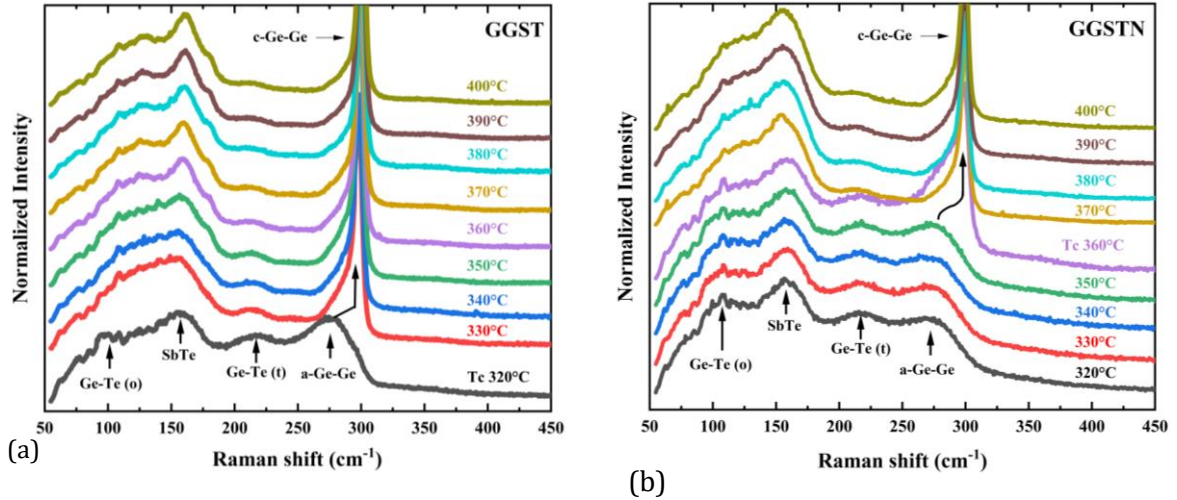 GGST
c-Ge-Ge
400°C
390°C
380°C
370°C
360°C
350°C
340°C
330°C
Tc 320°C
Ge-Te (o)
SbTe
Ge-Te (t)
a-Ge-Ge
Normalized Intensity
50 100 150 200 250 300 350 400 450
Raman shift (cm⁻¹)
(a)
GGSTN
c-Ge-Ge
400°C
390°C
380°C
370°C
Tc 360°C
350°C
340°C
330°C
320°C
Ge-Te (o)
SbTe
Ge-Te (t)
a-Ge-Ge
Normalized Intensity
50 100 150 200 250 300 350 400 450
Raman shift (cm⁻¹)
(b)